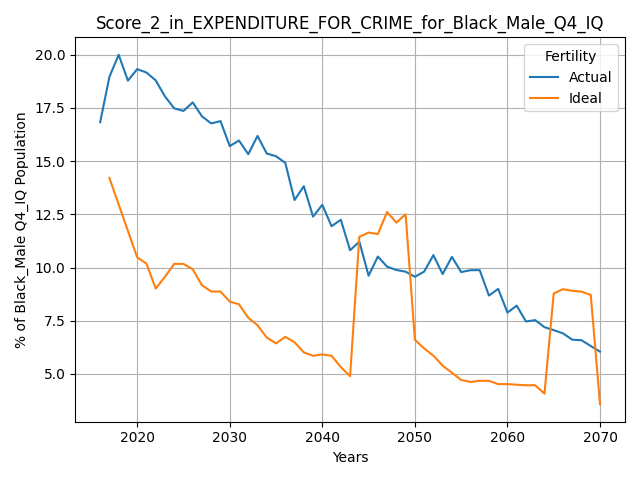 Score_2_in_EXPENDITURE_FOR_CRIME_for_Black_Male_Q4_IQ
Fertility
Actual
Ideal
% of Black_Male Q4_IQ Population
20.0
17.5
15.0
12.5
10.0
7.5
5.0
2020
2030
2040
2050
2060
2070
Years